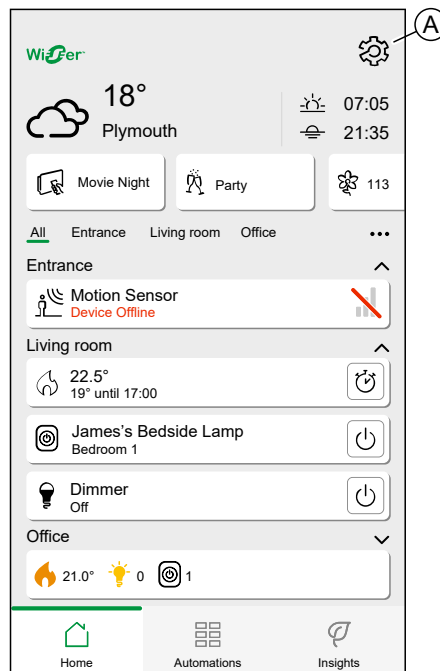 A
Wiser
18°
Plymouth
07:05
21:35
Movie Night
Party
113
All Entrance Living room Office
Entrance
Motion Sensor
Device Offline
Living room
22.5°
19° until 17:00
James's Bedside Lamp
Bedroom 1
Dimmer
Off
Office
21.0° 0 1
Home Automations Insights